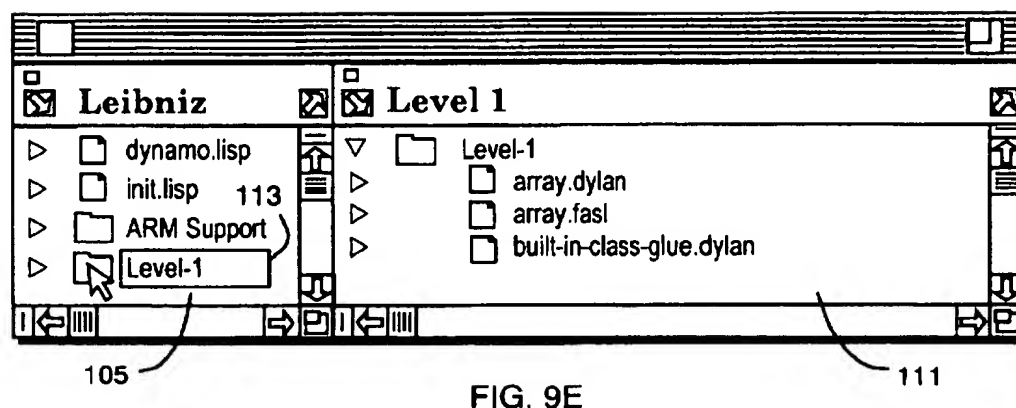 Leibniz
dynamo.lisp
init.lisp
113
ARM Support
Level-1
Level 1
Level-1
array.dylan
array.fasl
built-in-class-glue.dylan
105
111
FIG. 9E